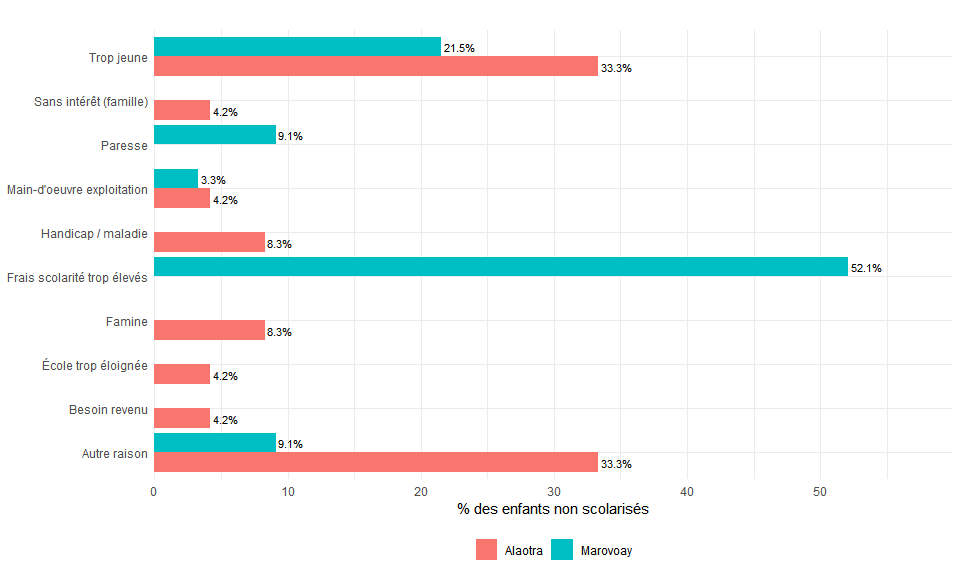 Trop jeune
21.5%
33.3%
Sans intérêt (famille)
4.2%
Paresse
9.1%
Main-d'oeuvre exploitation
3.3%
4.2%
Handicap / maladie
8.3%
Frais scolarité trop élevés
52.1%
Famine
8.3%
École trop éloignée
4.2%
Besoin revenu
4.2%
Autre raison
9.1%
33.3%
0 10 20 30 40 50
% des enfants non scolarisés
Alaotra Marovoay